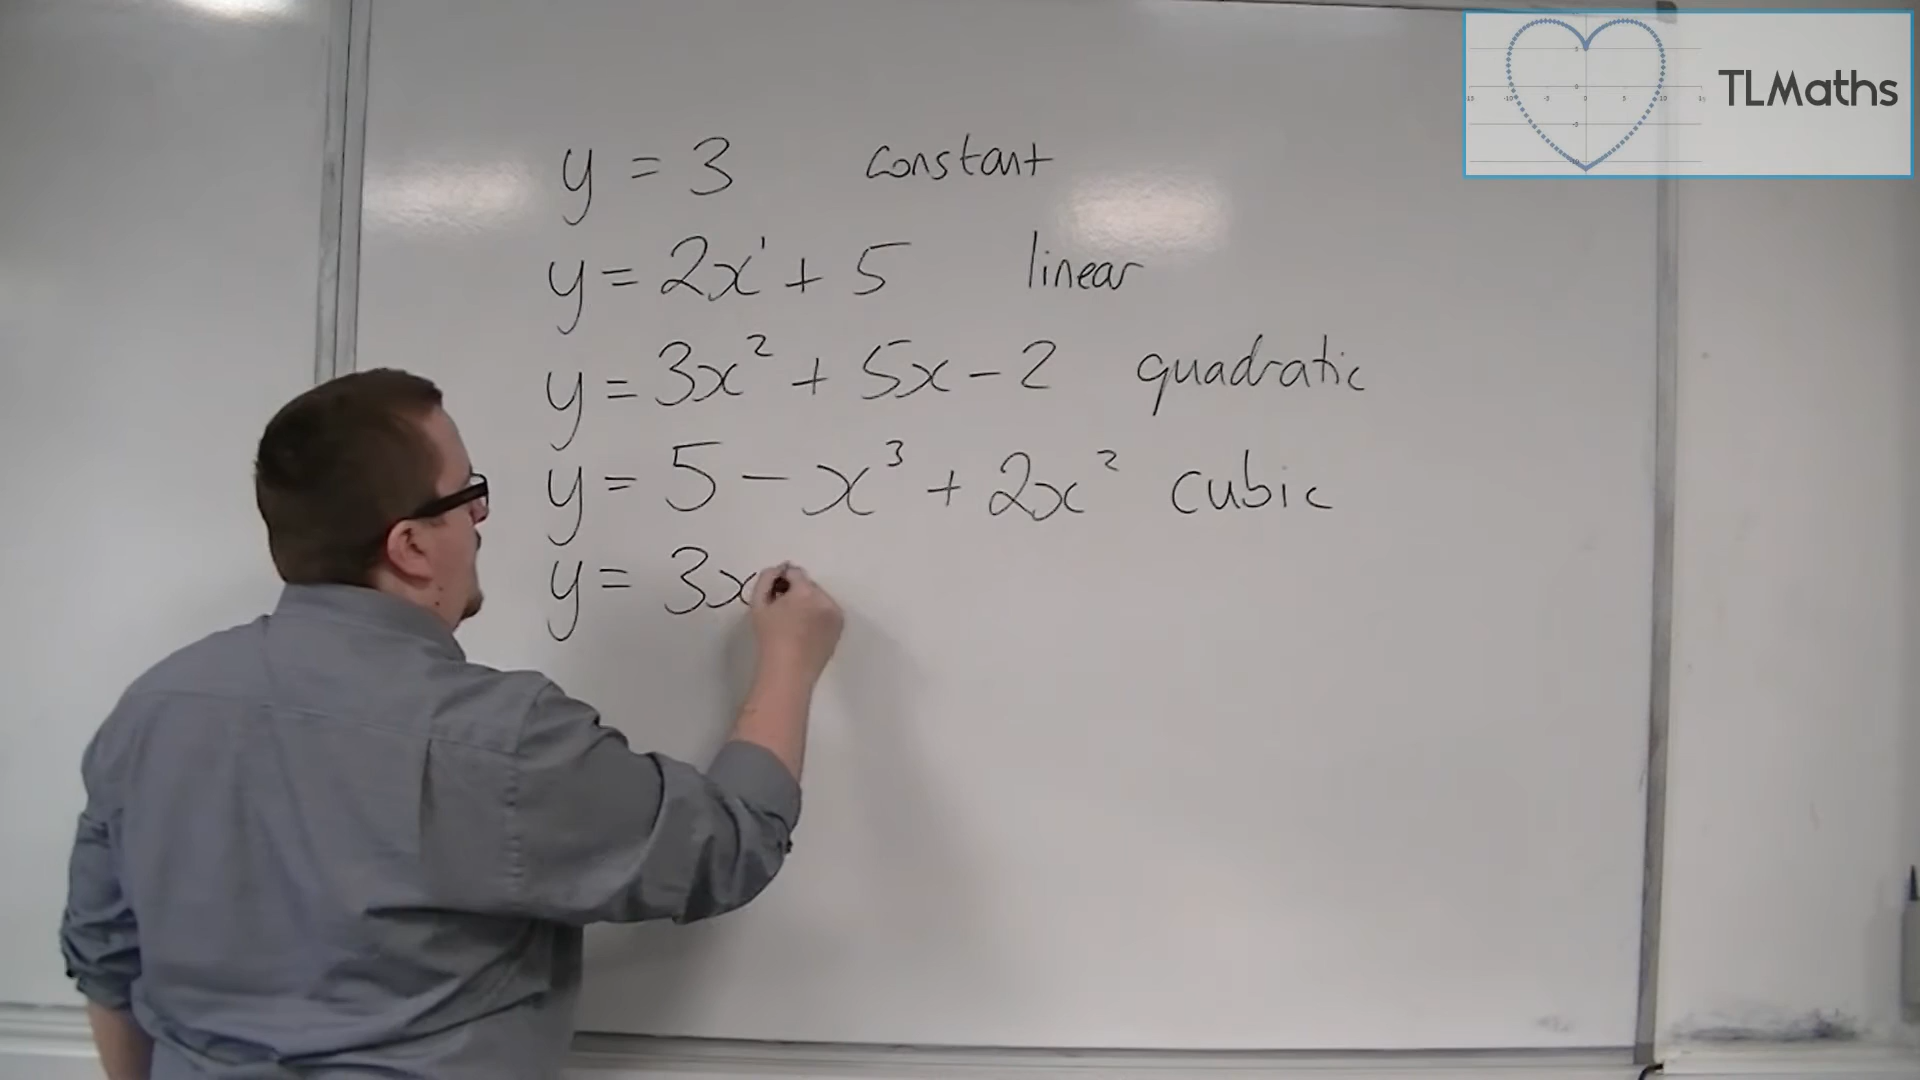 TLMaths
y = 3 constant
y = 2x¹ + 5 linear
y = 3x² + 5x - 2 quadratic
y = 5 - x³ + 2x² cubic
y = 3x